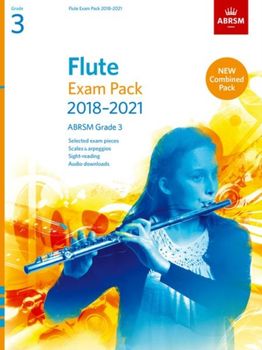 Grade
3
Flute Exam Pack 2018–2021
ABRSM
NEW
Combined
Pack
Flute
Exam Pack
2018–2021
ABRSM Grade 3
Selected exam pieces
Scales & arpeggios
Sight-reading
Audio downloads